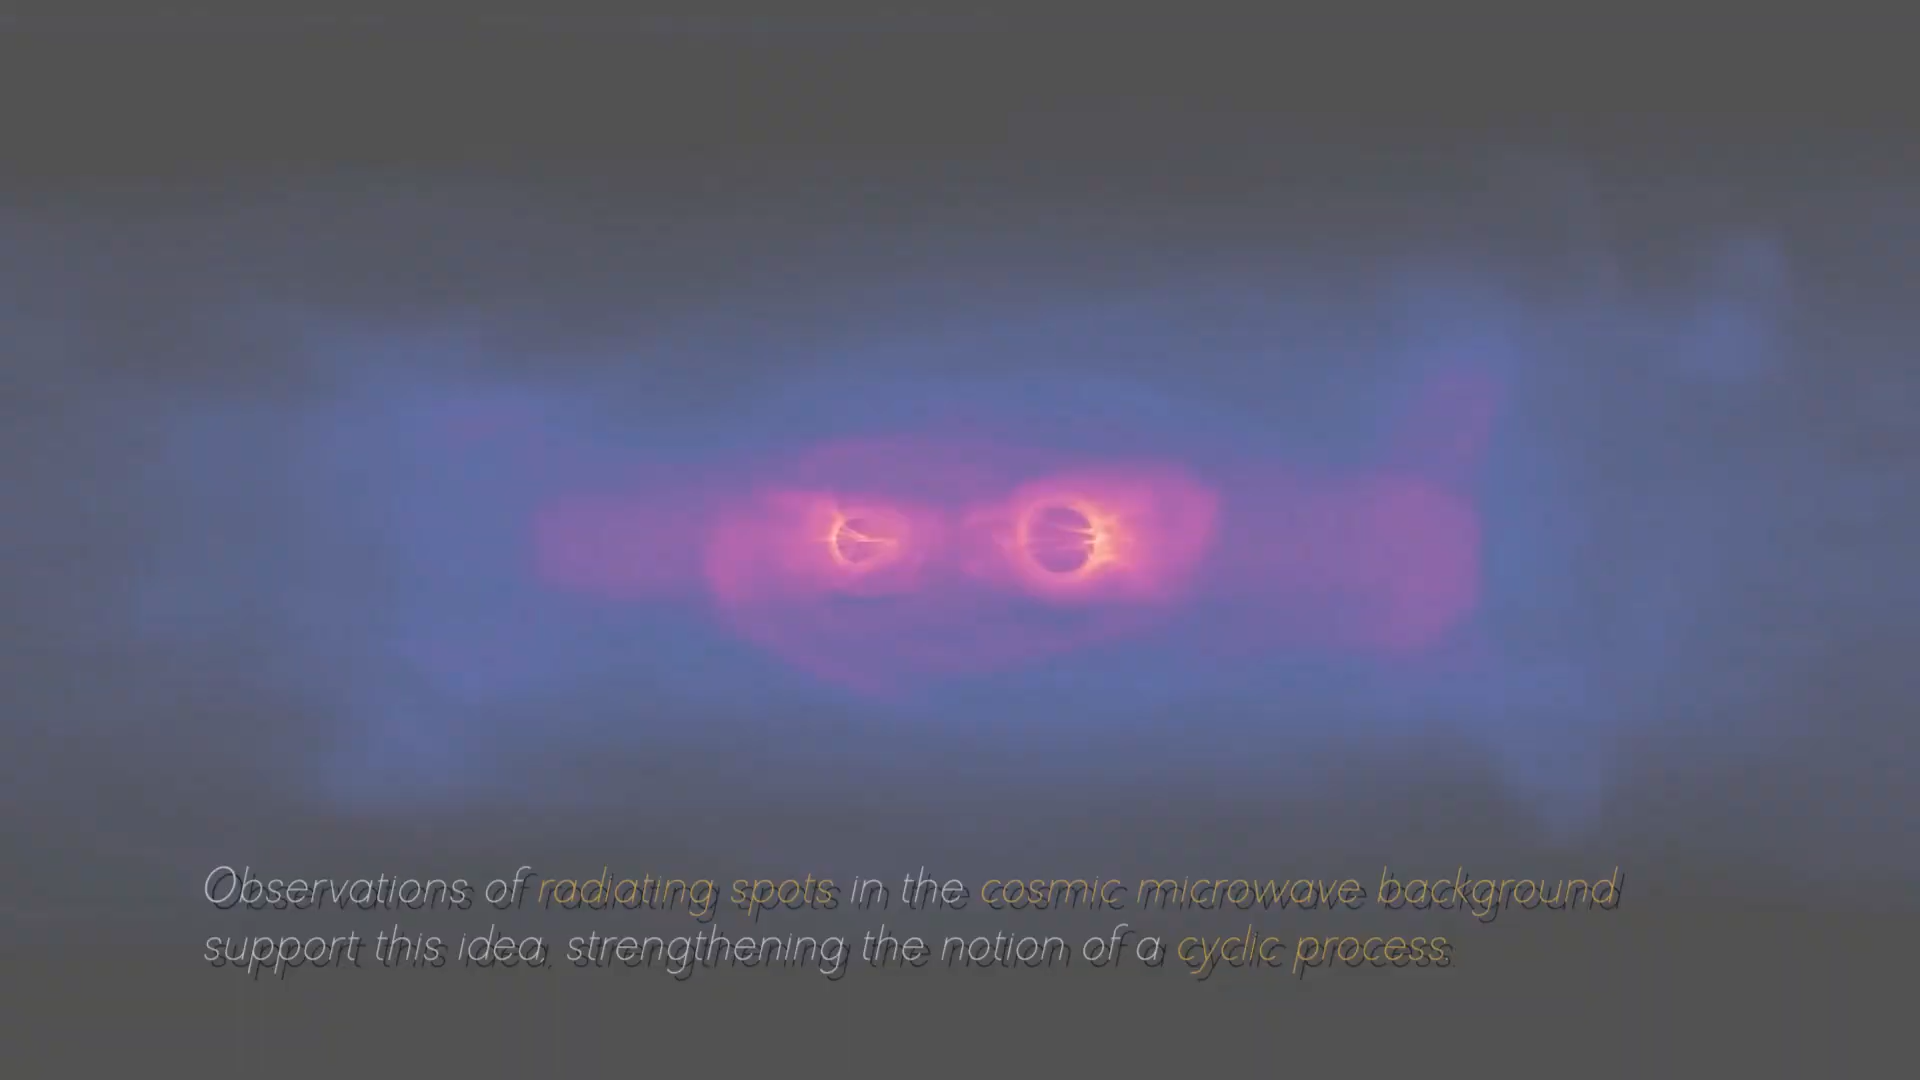 Observations of radiating spots in the cosmic microwave background
support this idea, strengthening the notion of a cyclic process.